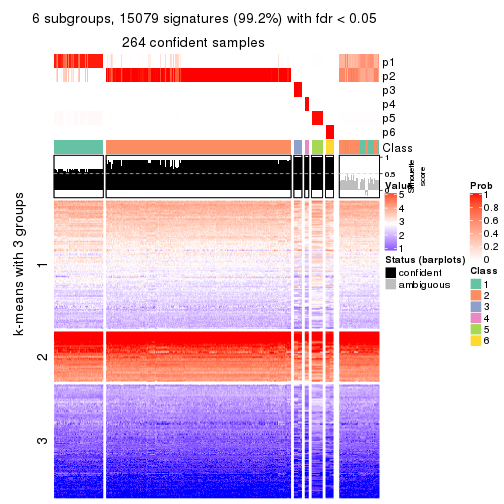 6 subgroups, 15079 signatures (99.2%) with fdr < 0.05
264 confident samples
p1
p2
p3
p4
p5
p6
Class
1
0.5
0
Silhouette
score
k-means with 3 groups
1
2
3
Value
5
4
3
2
1
Status (barplots)
confident
ambiguous
Prob
1
0.8
0.6
0.4
0.2
0
Class
1
2
3
4
5
6